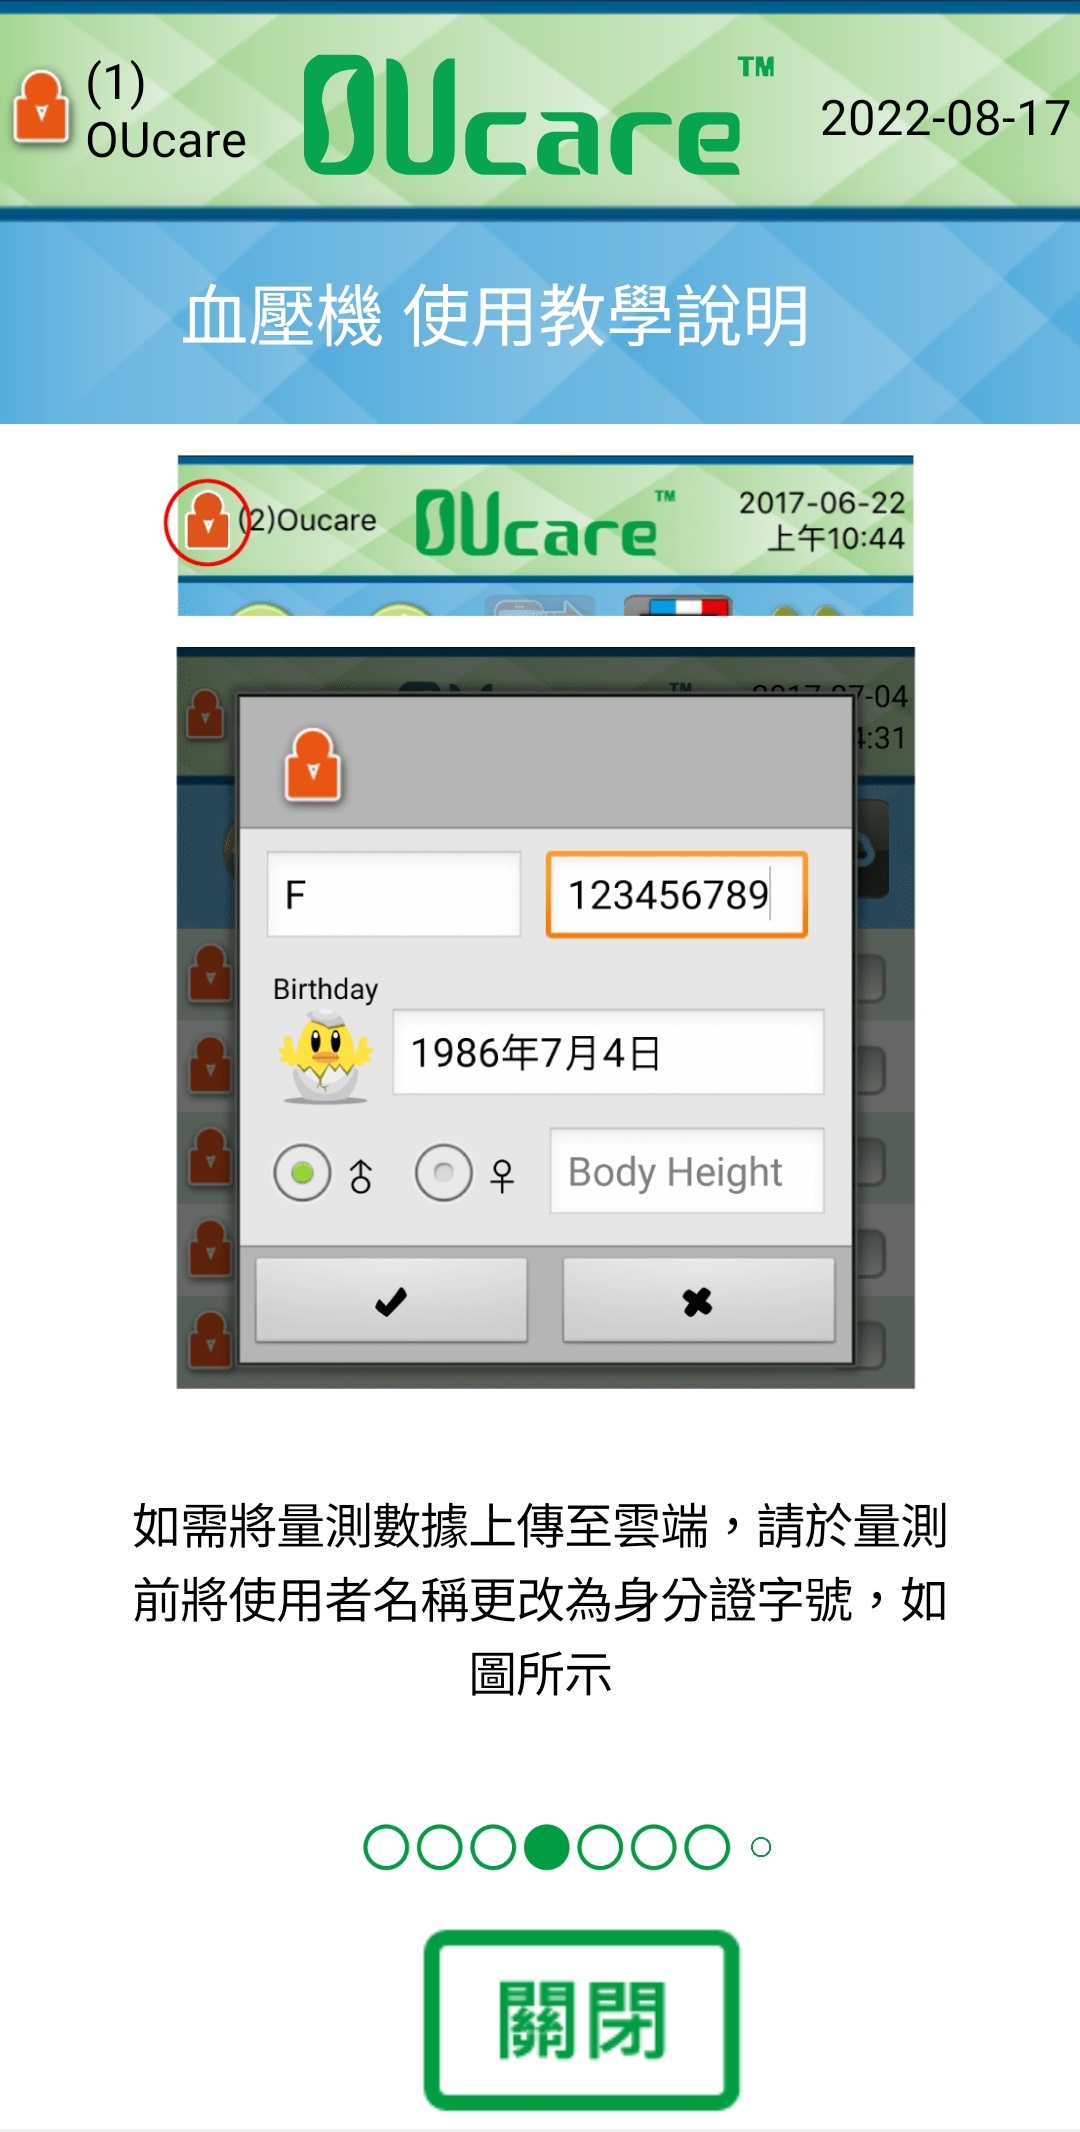 (1)
OUcare
OUcare™
2022-08-17
血壓機 使用教學說明
(2)Oucare
OUcare™
2017-06-22
上午10:44
TM
2017-07-04
4:31
F
123456789
Birthday
1986年7月4日
♂
♀
Body Height
如需將量測數據上傳至雲端，請於量測
前將使用者名稱更改為身分證字號，如
圖所示
關閉